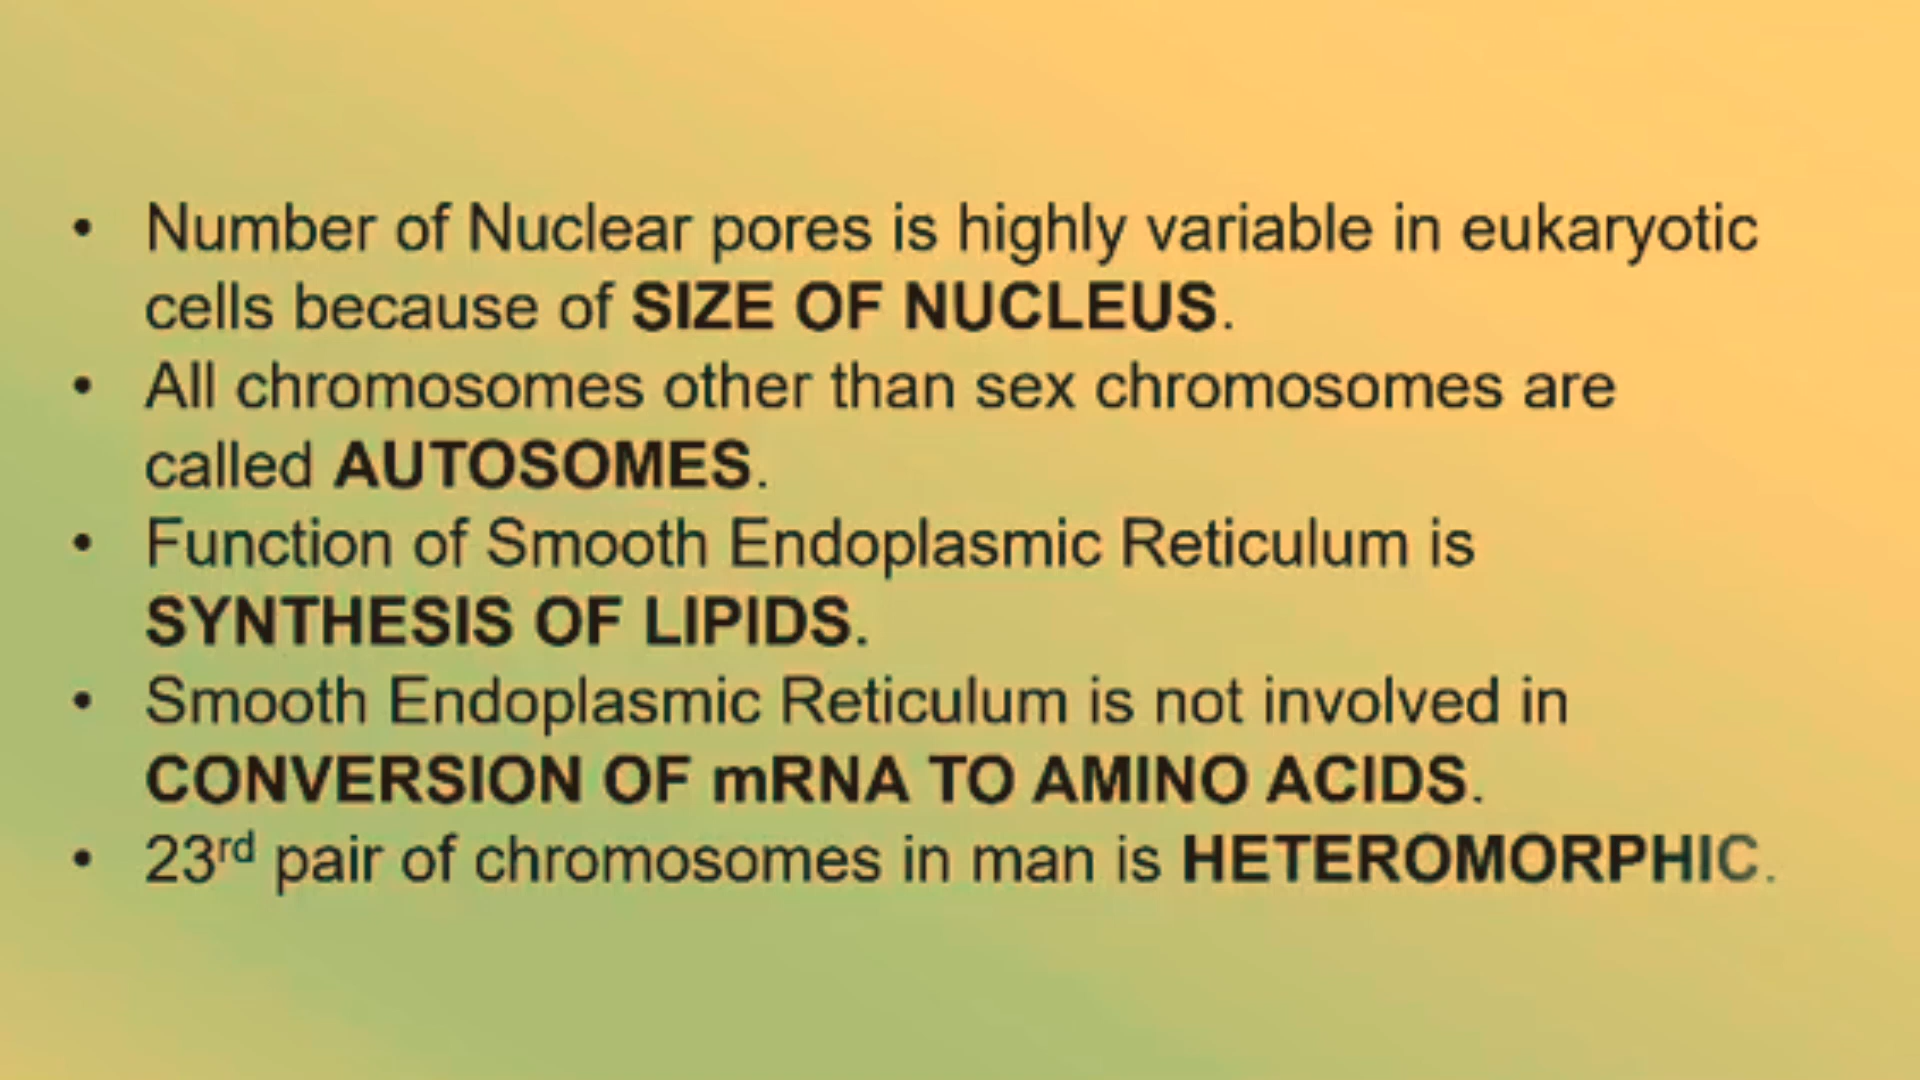 • Number of Nuclear pores is highly variable in eukaryotic
cells because of SIZE OF NUCLEUS.
• All chromosomes other than sex chromosomes are
called AUTOSOMES.
• Function of Smooth Endoplasmic Reticulum is
SYNTHESIS OF LIPIDS.
• Smooth Endoplasmic Reticulum is not involved in
CONVERSION OF mRNA TO AMINO ACIDS.
• 23rd pair of chromosomes in man is HETEROMORPHIC.